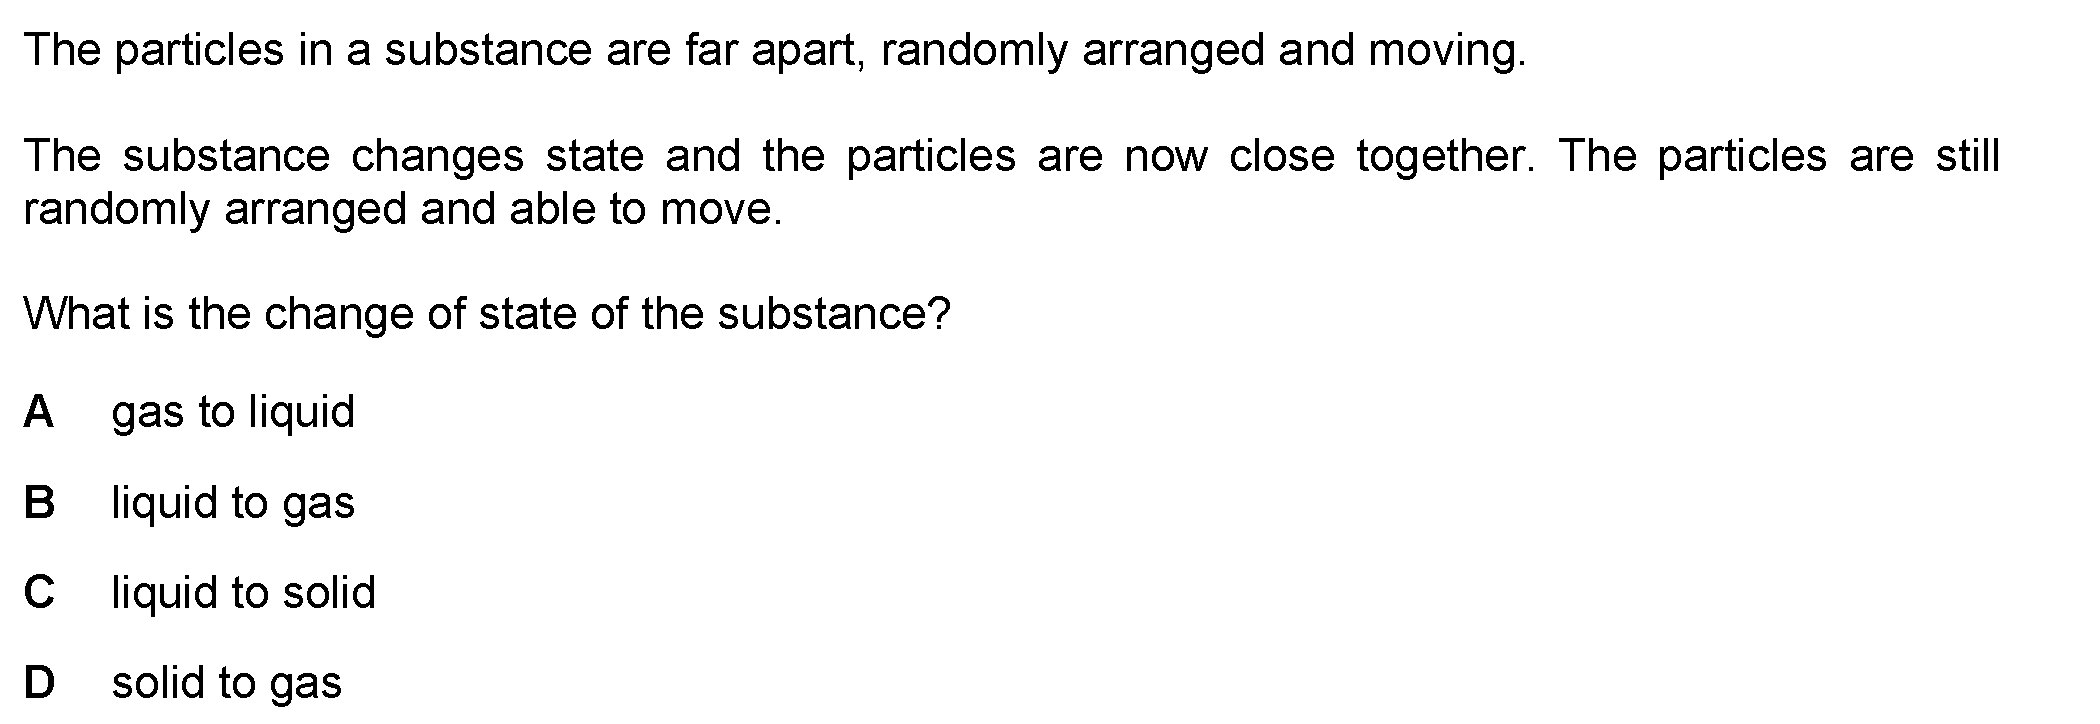 The particles in a substance are far apart, randomly arranged and moving.
The substance changes state and the particles are now close together. The particles are still
randomly arranged and able to move.
What is the change of state of the substance?
A gas to liquid
B liquid to gas
C liquid to solid
D solid to gas